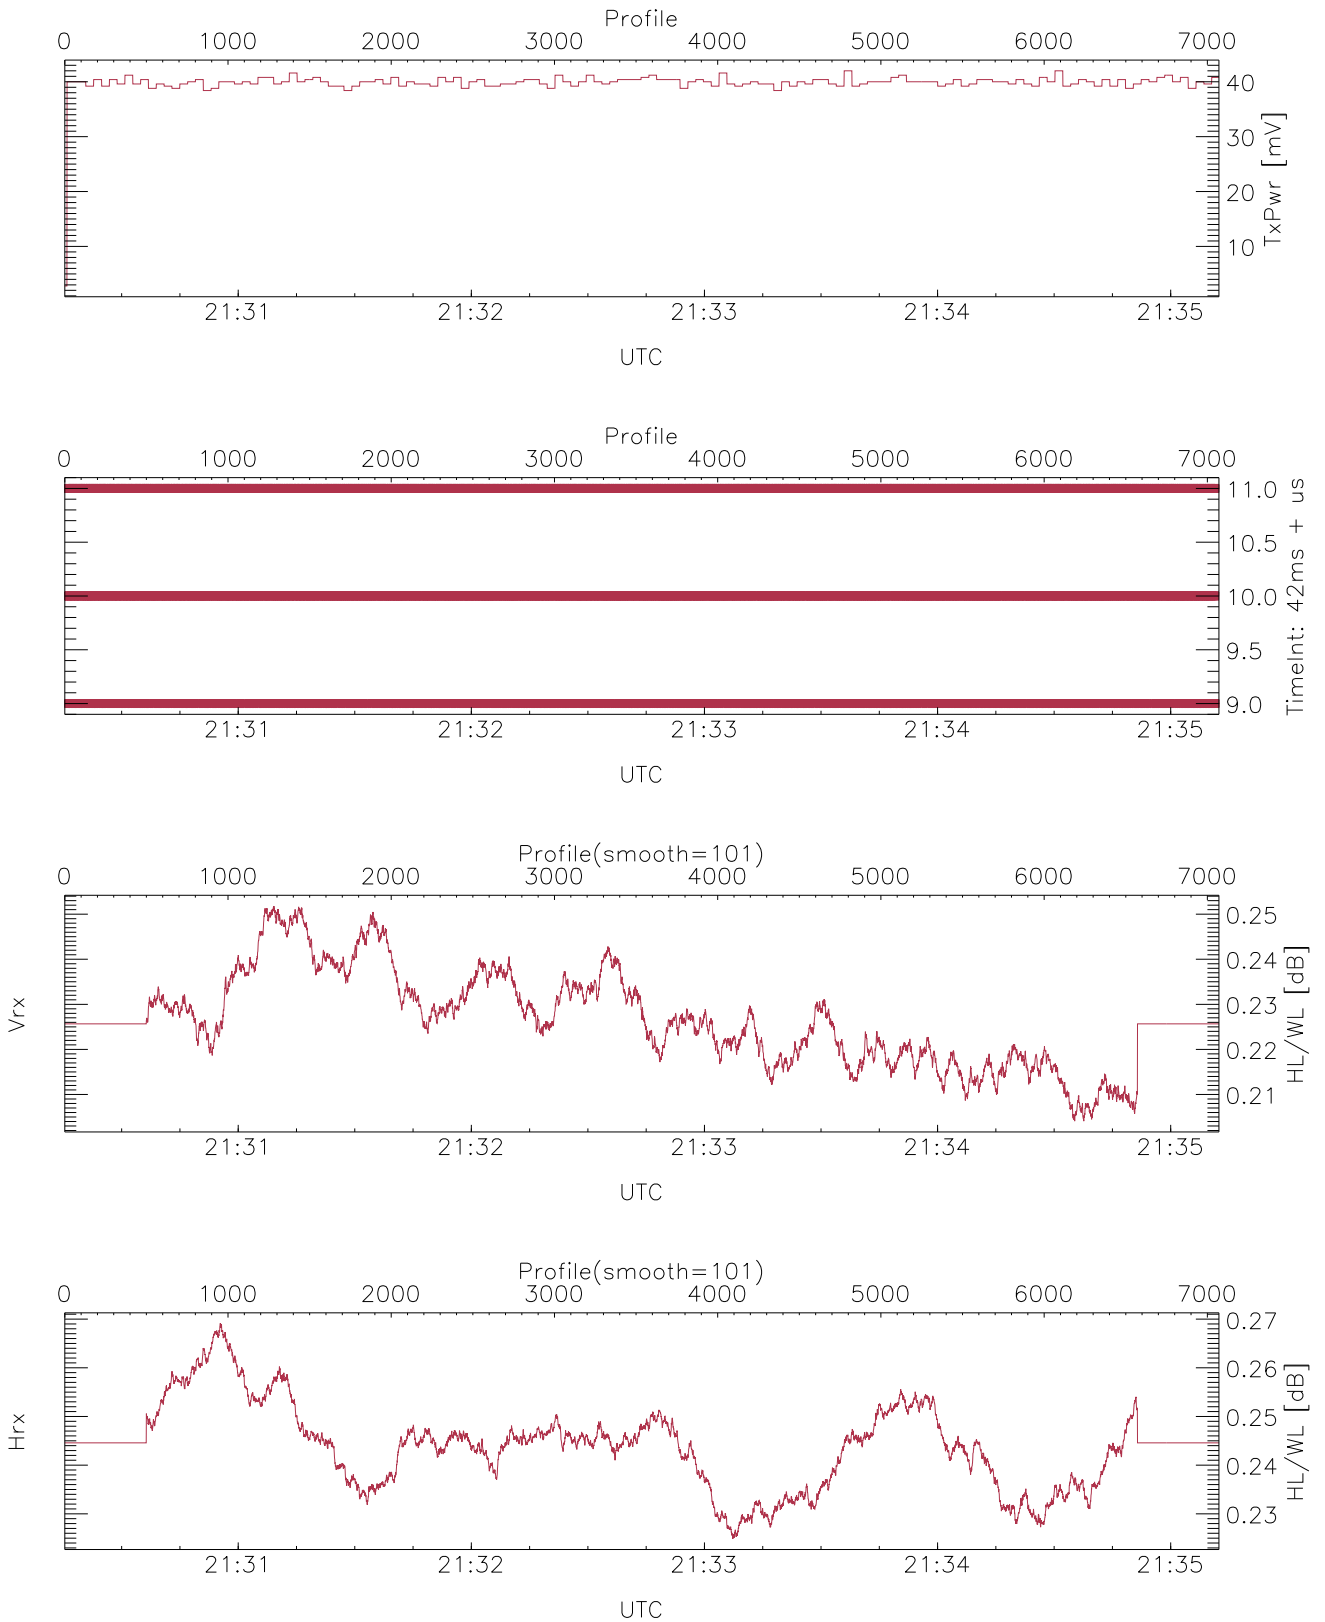 Profile
0 1000 2000 3000 4000 5000 6000 7000
40
30
20
10
TxPwr [mV]
21:31 21:32 21:33 21:34 21:35
UTC
Profile
0 1000 2000 3000 4000 5000 6000 7000
11.0
10.5
10.0
9.5
9.0
TimeInt: 42ms + us
21:31 21:32 21:33 21:34 21:35
UTC
Profile(smooth=101)
0 1000 2000 3000 4000 5000 6000 7000
Vrx
0.25
0.24
0.23
0.22
0.21
HL/WL [dB]
21:31 21:32 21:33 21:34 21:35
UTC
Profile(smooth=101)
0 1000 2000 3000 4000 5000 6000 7000
Hrx
0.27
0.26
0.25
0.24
0.23
HL/WL [dB]
21:31 21:32 21:33 21:34 21:35
UTC